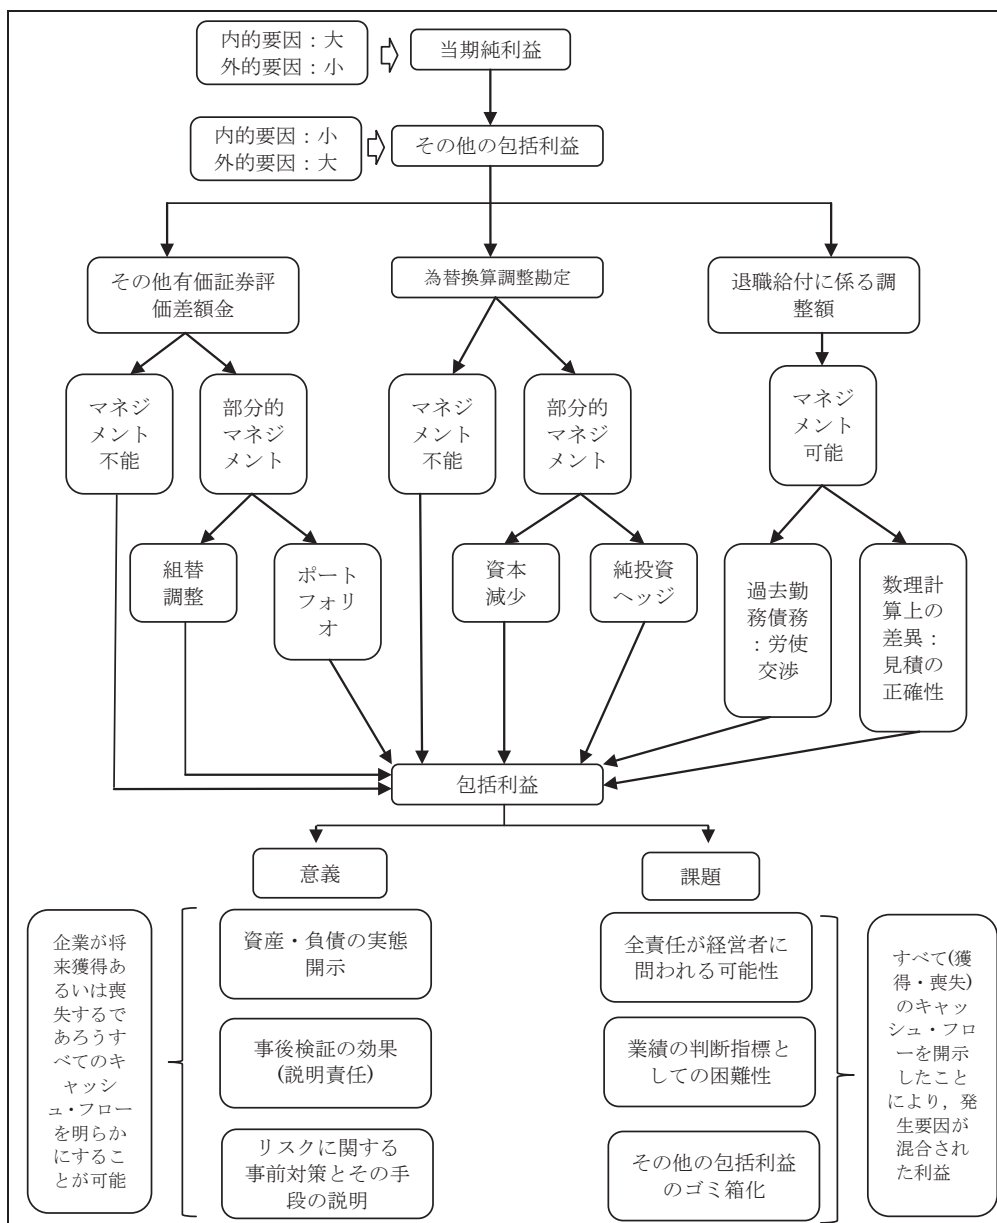 内的要因：大
外的要因：小
当期純利益
内的要因：小
外的要因：大
その他の包括利益
その他有価証券評
価差額金
為替換算調整勘定
退職給付に係る調
整額
マネジ
メント
不能
部分的
マネジ
メント
マネジ
メント
不能
部分的
マネジ
メント
マネジ
メント
可能
組替
調整
ポート
フォリ
オ
資本
減少
純投資
ヘッジ
過去勤
務債務
：労使
交渉
数理計
算上の
差異：
見積の
正確性
包括利益
意義
課題
企業が将
来獲得あ
るいは喪
失するで
あろうす
べてのキ
ャッシ
ュ・フロー
を明らか
にするこ
とが可能
資産・負債の実態
開示
事後検証の効果
(説明責任)
リスクに関する
事前対策とその手
段の説明
全責任が経営者に
問われる可能性
業績の判断指標と
しての困難性
その他の包括利益
のゴミ箱化
すべて(獲
得・喪失)
のキャッ
シュ・フロ
ーを開示
したこと
により，発
生要因が
混合され
た利益